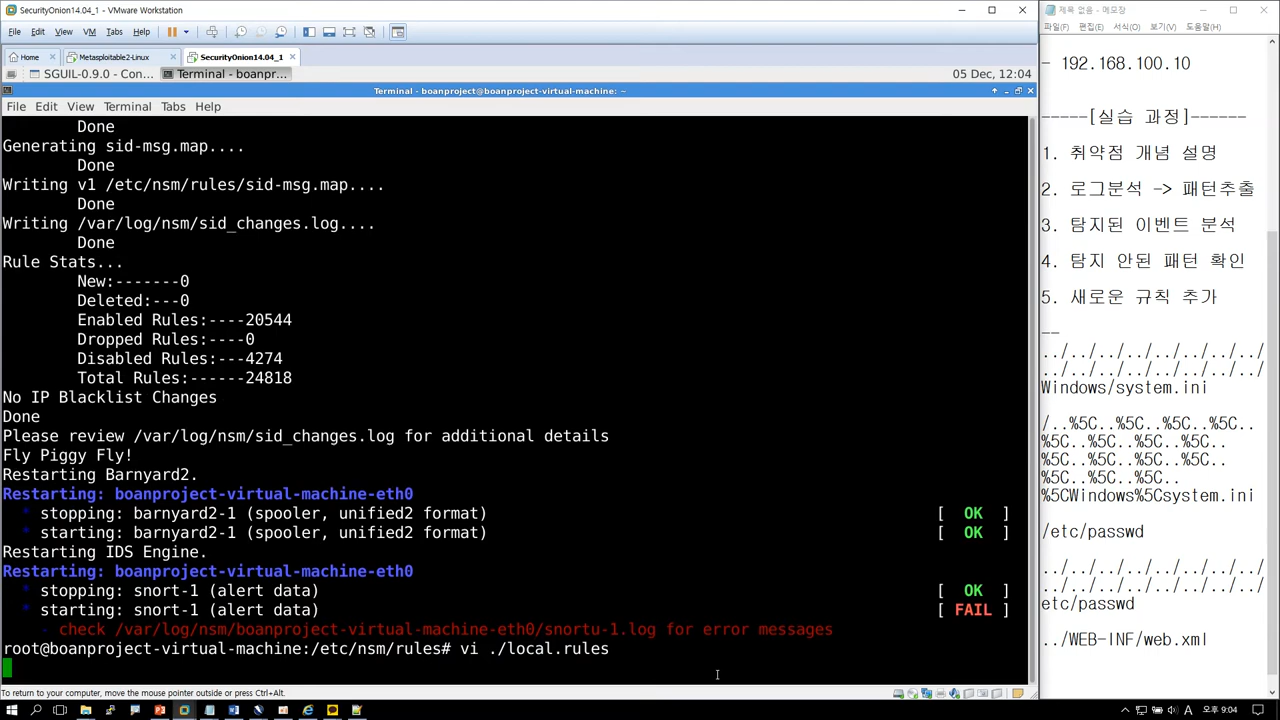 SecurityOnion14.04_1 - VMware Workstation
File Edit View VM Tabs Help
Home Metasploitable2-Linux SecurityOnion14.04_1
SGUIL-0.9.0 - Con... Terminal - boanpr... 05 Dec, 12:04
Terminal - boanproject@boanproject-virtual-machine: ~
File Edit View Terminal Tabs Help
Done
Generating sid-msg.map....
Done
Writing v1 /etc/nsm/rules/sid-msg.map....
Done
Writing /var/log/nsm/sid_changes.log....
Done
Rule Stats...
New:-------0
Deleted:---0
Enabled Rules:----20544
Dropped Rules:----0
Disabled Rules:---4274
Total Rules:------24818
No IP Blacklist Changes
Done
Please review /var/log/nsm/sid_changes.log for additional details
Fly Piggy Fly!
Restarting Barnyard2.
Restarting: boanproject-virtual-machine-eth0
* stopping: barnyard2-1 (spooler, unified2 format) [ OK ]
* starting: barnyard2-1 (spooler, unified2 format) [ OK ]
Restarting IDS Engine.
Restarting: boanproject-virtual-machine-eth0
* stopping: snort-1 (alert data) [ OK ]
* starting: snort-1 (alert data) [ FAIL ]
- check /var/log/nsm/boanproject-virtual-machine-eth0/snortu-1.log for error messages
root@boanproject-virtual-machine:/etc/nsm/rules# vi ./local.rules
To return to your computer, move the mouse pointer outside or press Ctrl+Alt.
제목 없음 - 메모장
파일(F) 편집(E) 서식(O) 보기(V) 도움말(H)
- 192.168.100.10
-----[실습 과정]------
1. 취약점 개념 설명
2. 로그분석 -> 패턴추출
3. 탐지된 이벤트 분석
4. 탐지 안된 패턴 확인
5. 새로운 규칙 추가
--
../../../../../../../../
../../../../../../../../
Windows/system.ini
/..%5C..%5C..%5C..%5C..
%5C..%5C..%5C..%5C..
%5C..%5C..%5C..%5C..
%5C..%5C..%5C..
%5CWindows%5Csystem.ini
/etc/passwd
../../../../../../../../
../../../../../../../../
etc/passwd
../WEB-INF/web.xml
A 오후 9:04